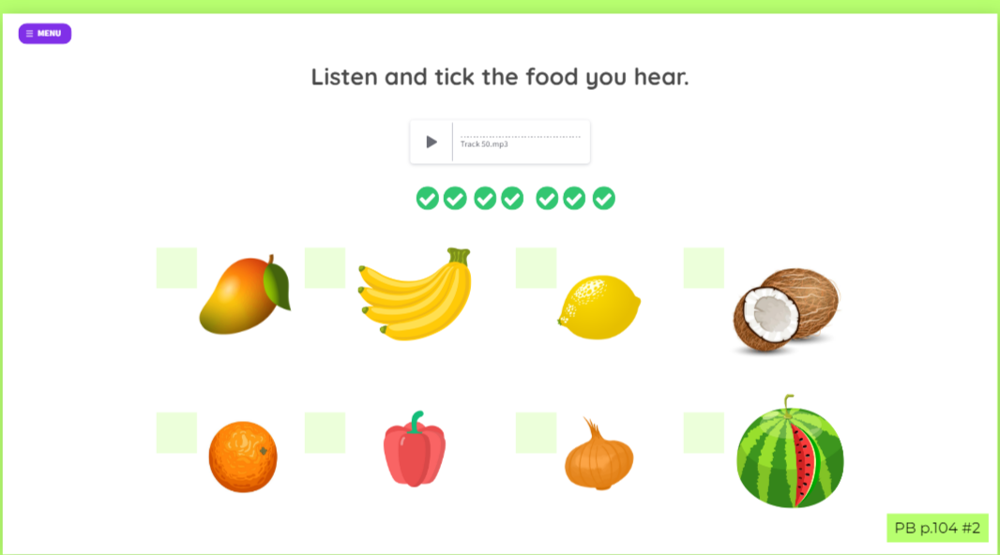 MENU
Listen and tick the food you hear.
Track 50.mp3
PB p.104 #2